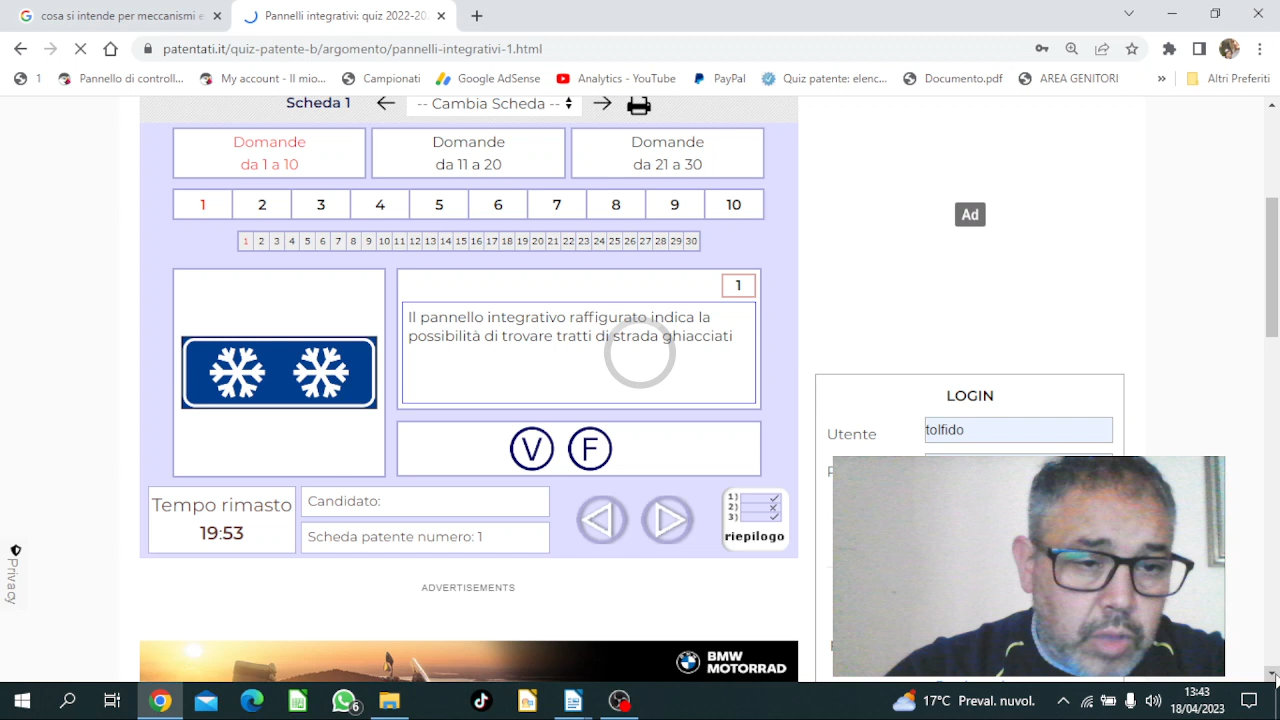 cosa si intende per meccanismi e
Pannelli integrativi: quiz 2022-202
patentati.it/quiz-patente-b/argomento/pannelli-integrativi-1.html
1
Pannello di controll...
My account - Il mio...
Campionati
Google AdSense
Analytics - YouTube
PayPal
Quiz patente: elenc...
Documento.pdf
AREA GENITORI
»
Altri Preferiti
Scheda 1
-- Cambia Scheda --
Domande
da 1 a 10
Domande
da 11 a 20
Domande
da 21 a 30
1 2 3 4 5 6 7 8 9 10
1 2 3 4 5 6 7 8 9 10 11 12 13 14 15 16 17 18 19 20 21 22 23 24 25 26 27 28 29 30
Ad
1
Il pannello integrativo raffigurato indica la
possibilità di trovare tratti di strada ghiacciati
V F
LOGIN
Utente
tolfido
Tempo rimasto
19:53
Candidato:
Scheda patente numero: 1
1)
2)
3)
riepilogo
Privacy
ADVERTISEMENTS
BMW
MOTORRAD
6
17°C Preval. nuvol.
13:43
18/04/2023